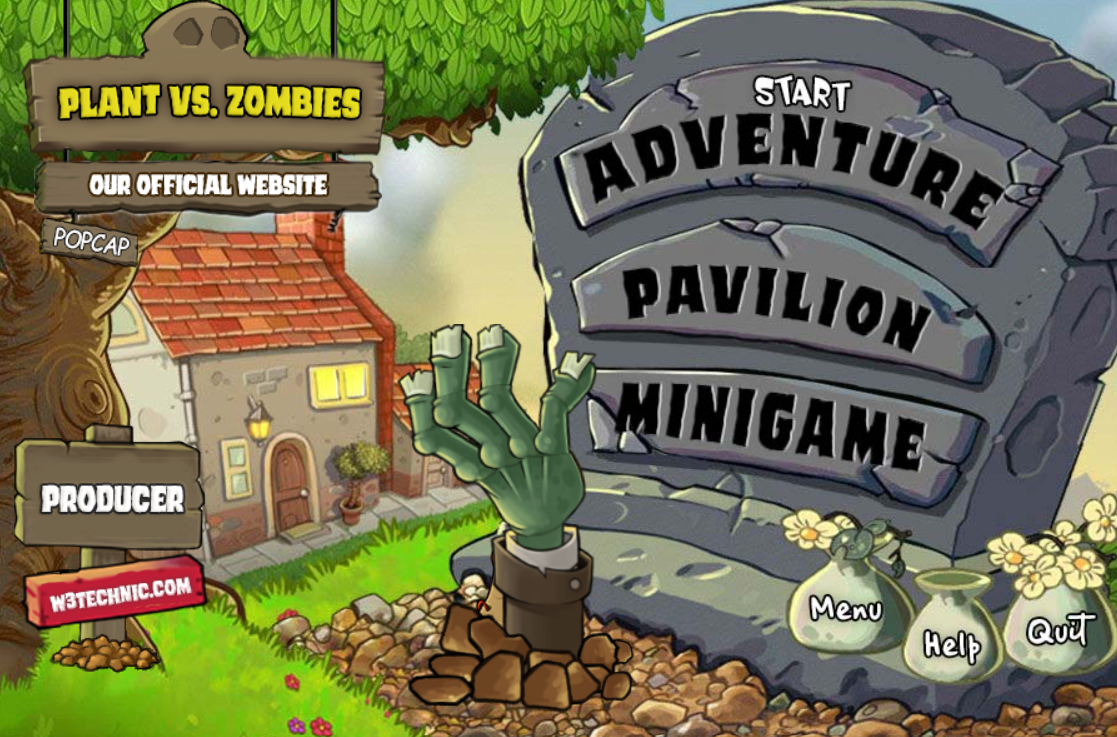 PLANT VS. ZOMBIES
OUR OFFICIAL WEBSITE
POPCAP
PRODUCER
W3TECHNIC.COM
START
ADVENTURE
PAVILION
MINIGAME
Menu
Help
Quit